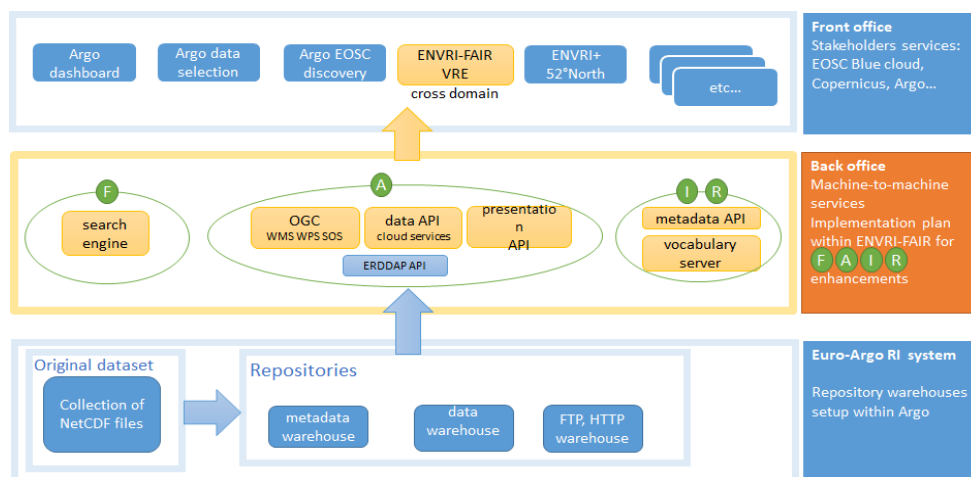 Argo
dashboard
Argo data
selection
Argo EOSC
discovery
ENVRI-FAIR
VRE
cross domain
ENVRI+
52°North
etc...
Front office
Stakeholders services:
EOSC Blue cloud,
Copernicus, Argo...
F
search
engine
A
OGC
WMS WPS SOS
data API
cloud services
presentatio
n
API
ERDDAP API
I R
metadata API
vocabulary
server
Back office
Machine-to-machine
services
Implementation plan
within ENVRI-FAIR for
F A I R
enhancements
Original dataset
Collection of
NetCDF files
Repositories
metadata
warehouse
data
warehouse
FTP, HTTP
warehouse
Euro-Argo RI system
Repository warehouses
setup within Argo